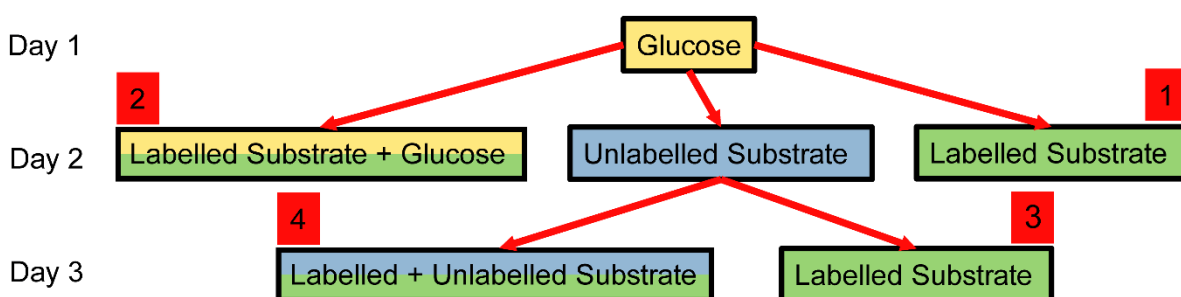 Day 1
Glucose
2
1
Day 2
Labelled Substrate + Glucose
Unlabelled Substrate
Labelled Substrate
4
3
Day 3
Labelled + Unlabelled Substrate
Labelled Substrate